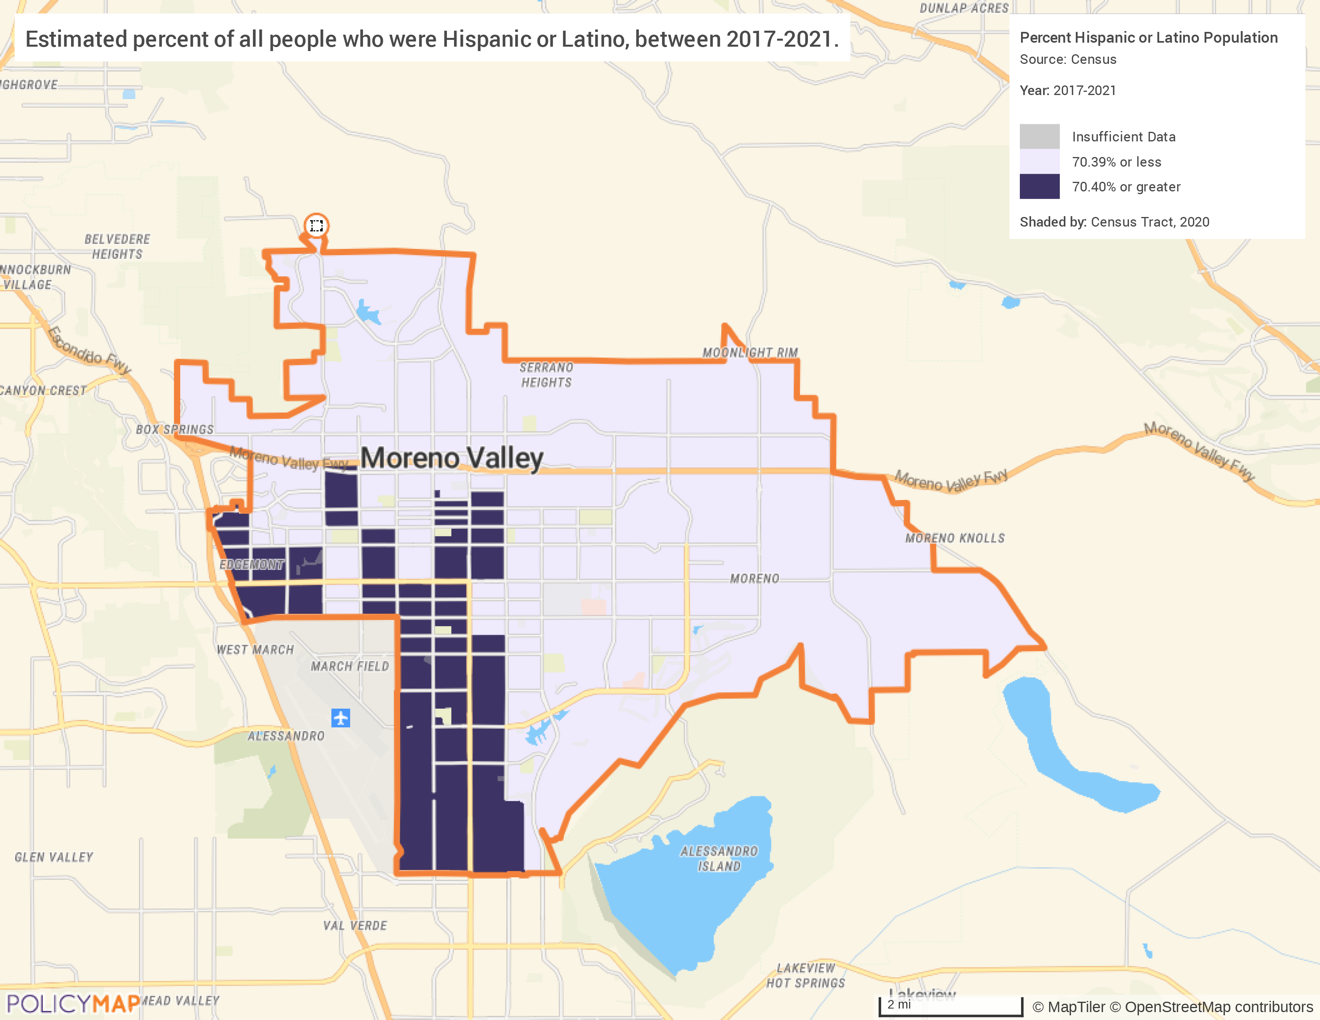 DUNLAP ACRES
Estimated percent of all people who were Hispanic or Latino, between 2017-2021.
Percent Hispanic or Latino Population
Source: Census
Year: 2017-2021
Insufficient Data
70.39% or less
70.40% or greater
Shaded by: Census Tract, 2020
GHGROVE
BELVEDERE
HEIGHTS
NNOCKBURN
VILLAGE
Escondido Fwy
CANYON CREST
BOX SPRINGS
MOONLIGHT RIM
SERRANO
HEIGHTS
Moreno Valley Fwy
Moreno Valley
Moreno Valley Fwy
Moreno Valley Fwy
MORENO KNOLLS
EDGEMONT
MORENO
WEST MARCH
MARCH FIELD
ALESSANDRO
GLEN VALLEY
ALESSANDRO
ISLAND
VAL VERDE
LAKEVIEW
HOT SPRINGS
Lakeview
POLICYMAP
MEAD VALLEY
2 mi
© MapTiler © OpenStreetMap contributors